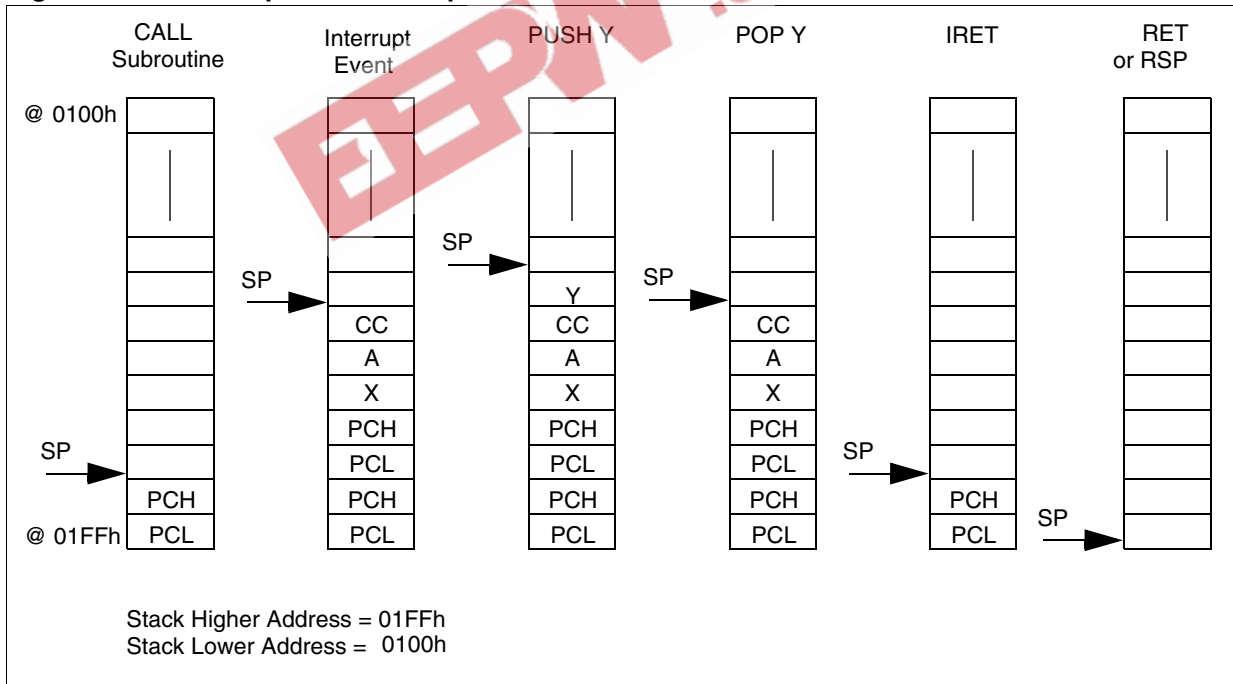 CALL
Subroutine
Interrupt
Event
PUSH Y
POP Y
IRET
RET
or RSP
@ 0100h
SP
SP
SP
Y
CC
CC
CC
A
A
A
X
X
X
PCH
PCH
PCH
SP
SP
PCL
PCL
PCL
PCH
PCH
PCH
PCH
PCH
SP
@ 01FFh
PCL
PCL
PCL
PCL
PCL
Stack Higher Address = 01FFh
Stack Lower Address = 0100h